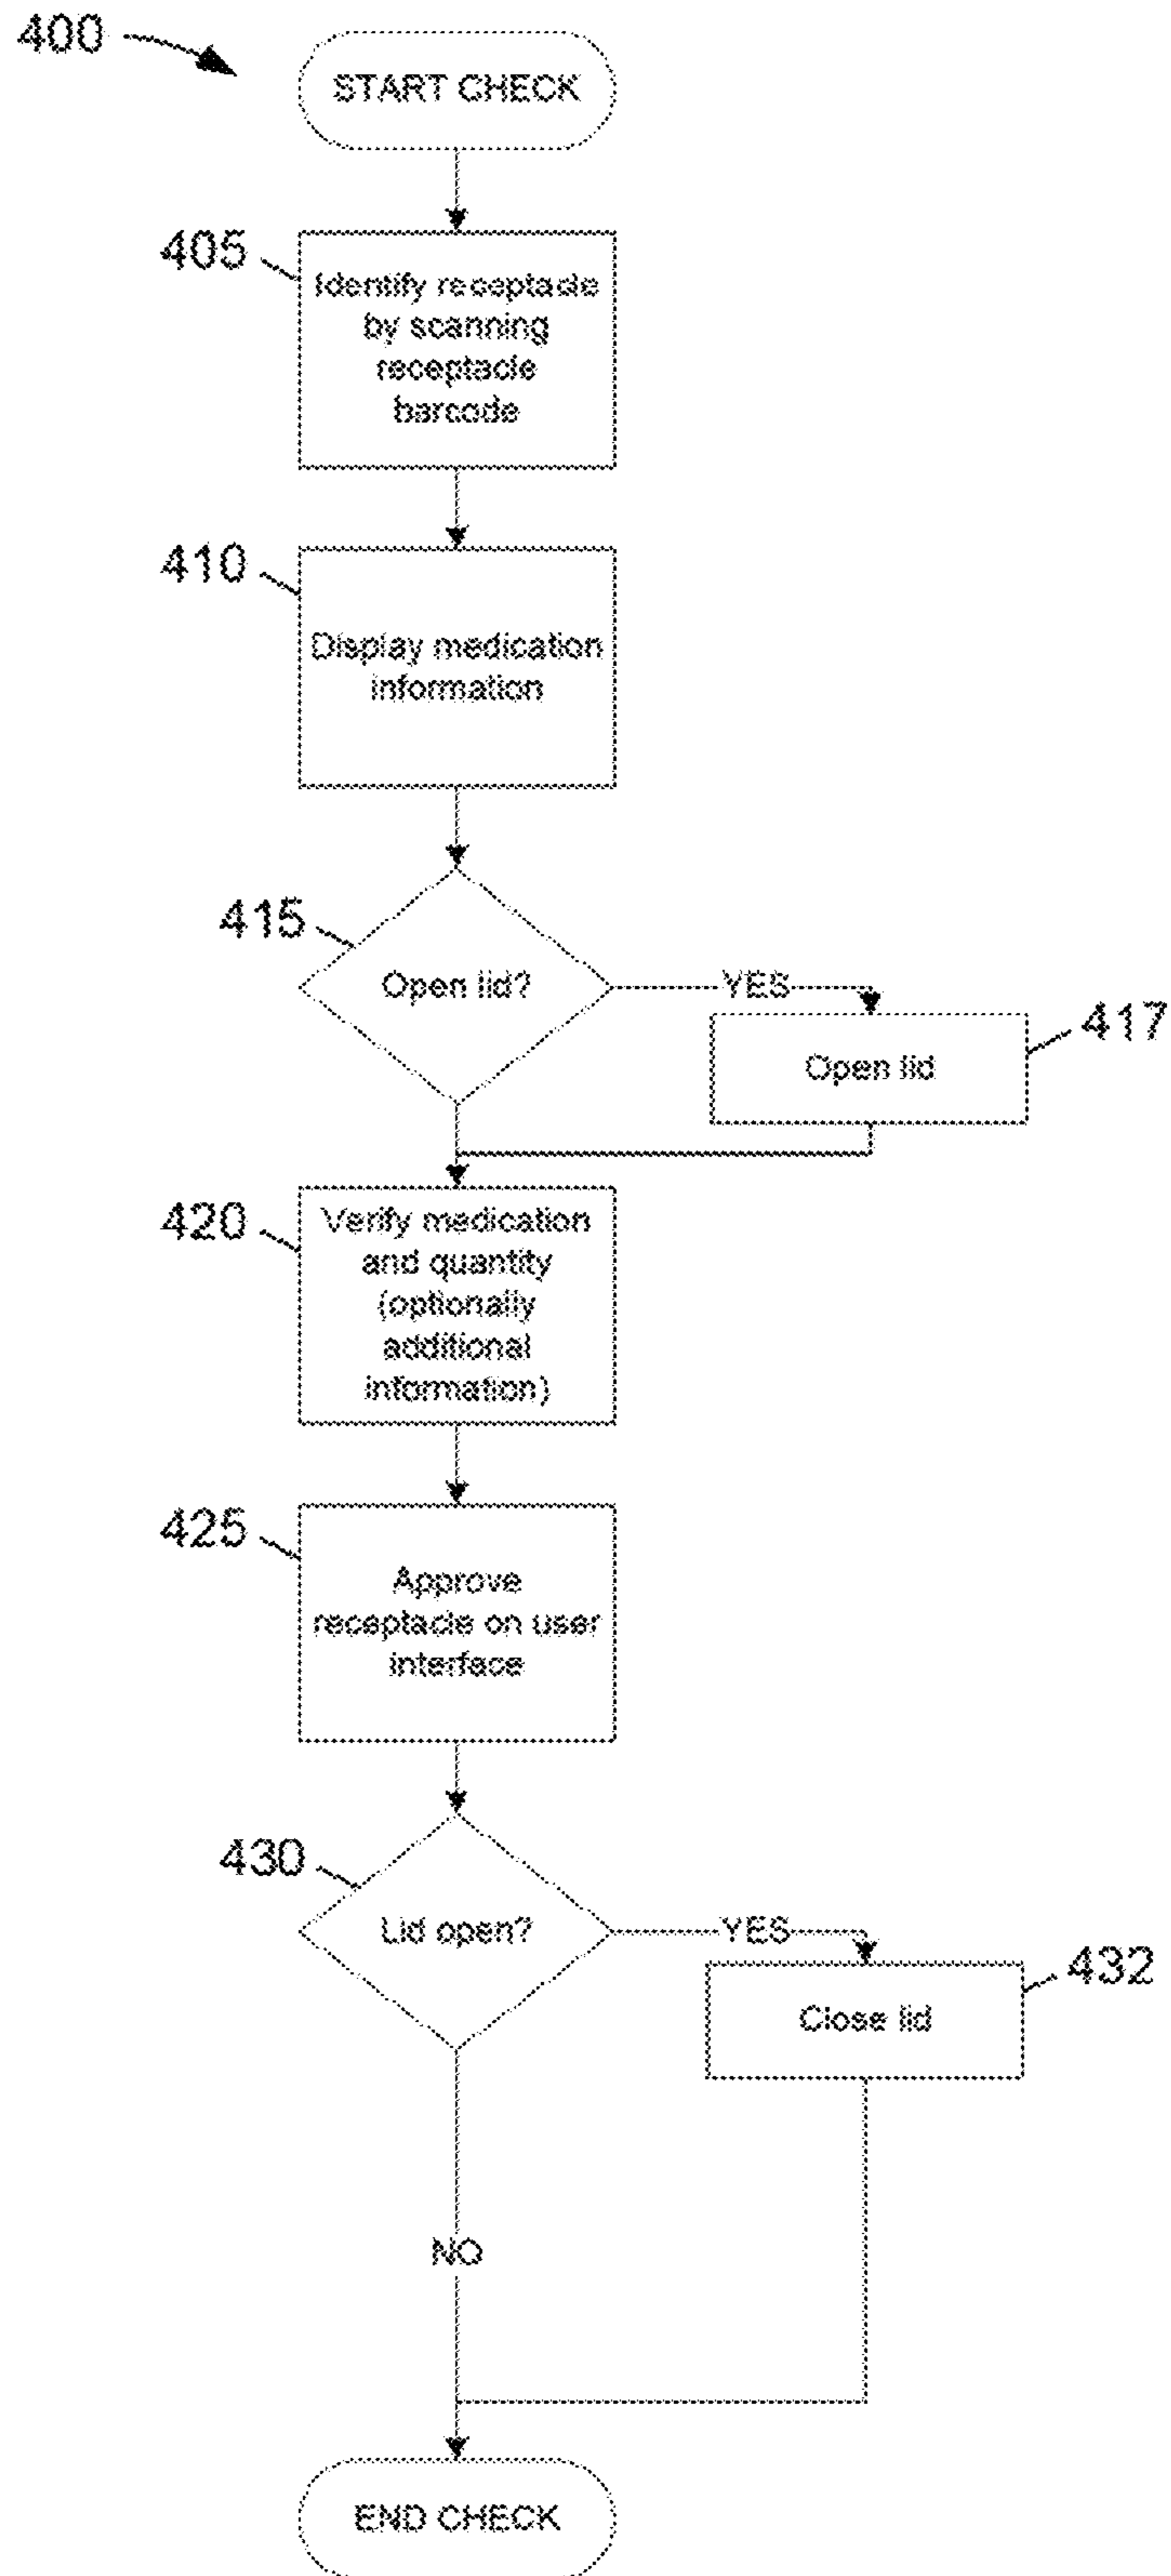 400
START CHECK
405
Identify receptacle
by scanning
receptacle
barcode
410
Display medication
information
415
Open lid?
YES
417
Open lid
420
Verify medication
and quantity
(optionally
additional
information)
425
Approve
receptacle on user
interface
430
Lid open?
YES
432
Close lid
NO
END CHECK